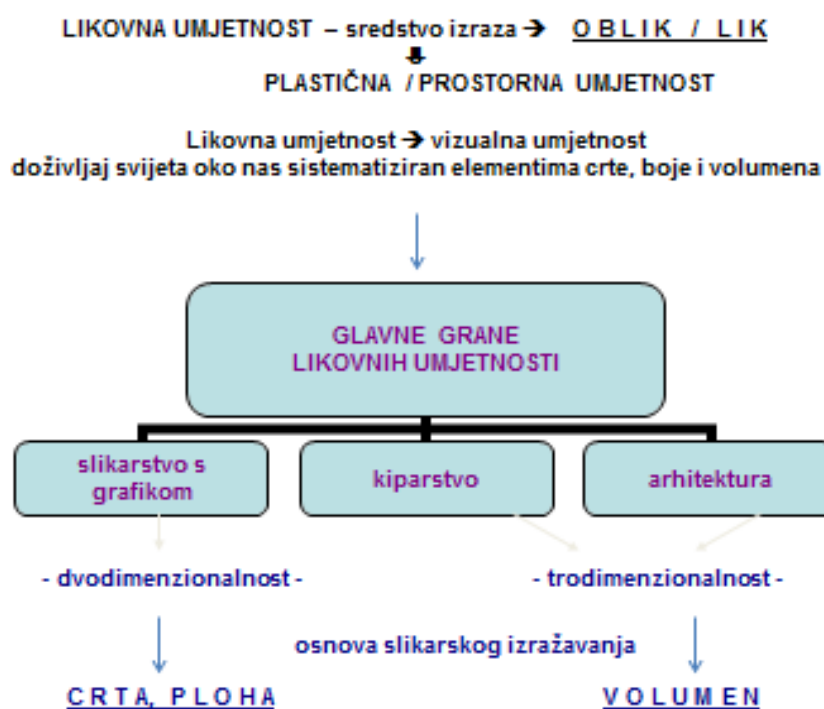 LIKOVNA UMJETNOST – sredstvo izraza → O B L I K / L I K
PLASTIČNA / PROSTORNA UMJETNOST
Likovna umjetnost → vizualna umjetnost
doživljaj svijeta oko nas sistematiziran elementima crte, boje i volumena
GLAVNE GRANE
LIKOVNIH UMJETNOSTI
slikarstvo s
grafikom
kiparstvo
arhitektura
- dvodimenzionalnost -
- trodimenzionalnost -
osnova slikarskog izražavanja
C R T A, P L O H A
V O L U M E N